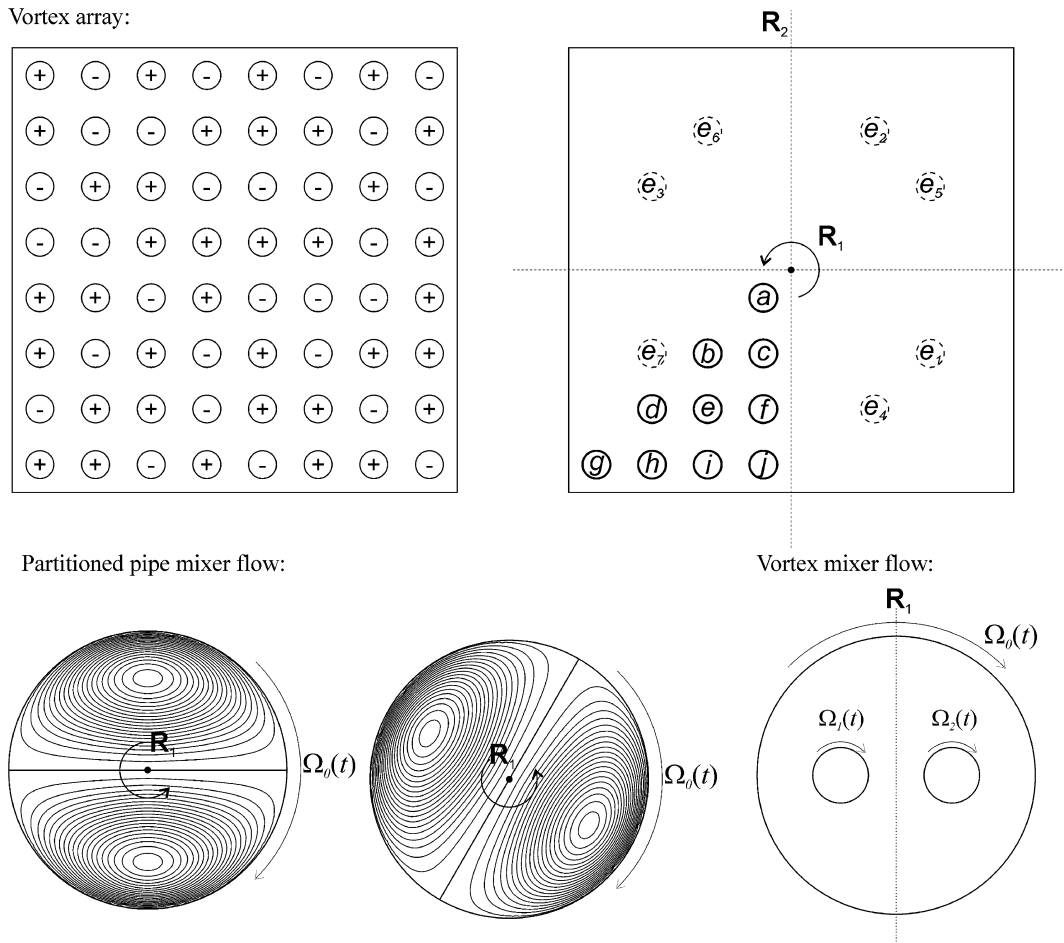 Vortex array:
+ - + - + - + -
+ - - + + + - +
- + + - - - + -
- - + + + + - +
+ + - + - - - +
- + - + + - + +
- + + - + + - +
+ + - + - + + -
R2
e6 e2
e3 e5
R1
a
e7 b c e1
d e f e4
g h i j
Partitioned pipe mixer flow:
R1
Ω0(t)
R1
Ω0(t)
Vortex mixer flow:
R1
Ω0(t)
Ω1(t) Ω2(t)